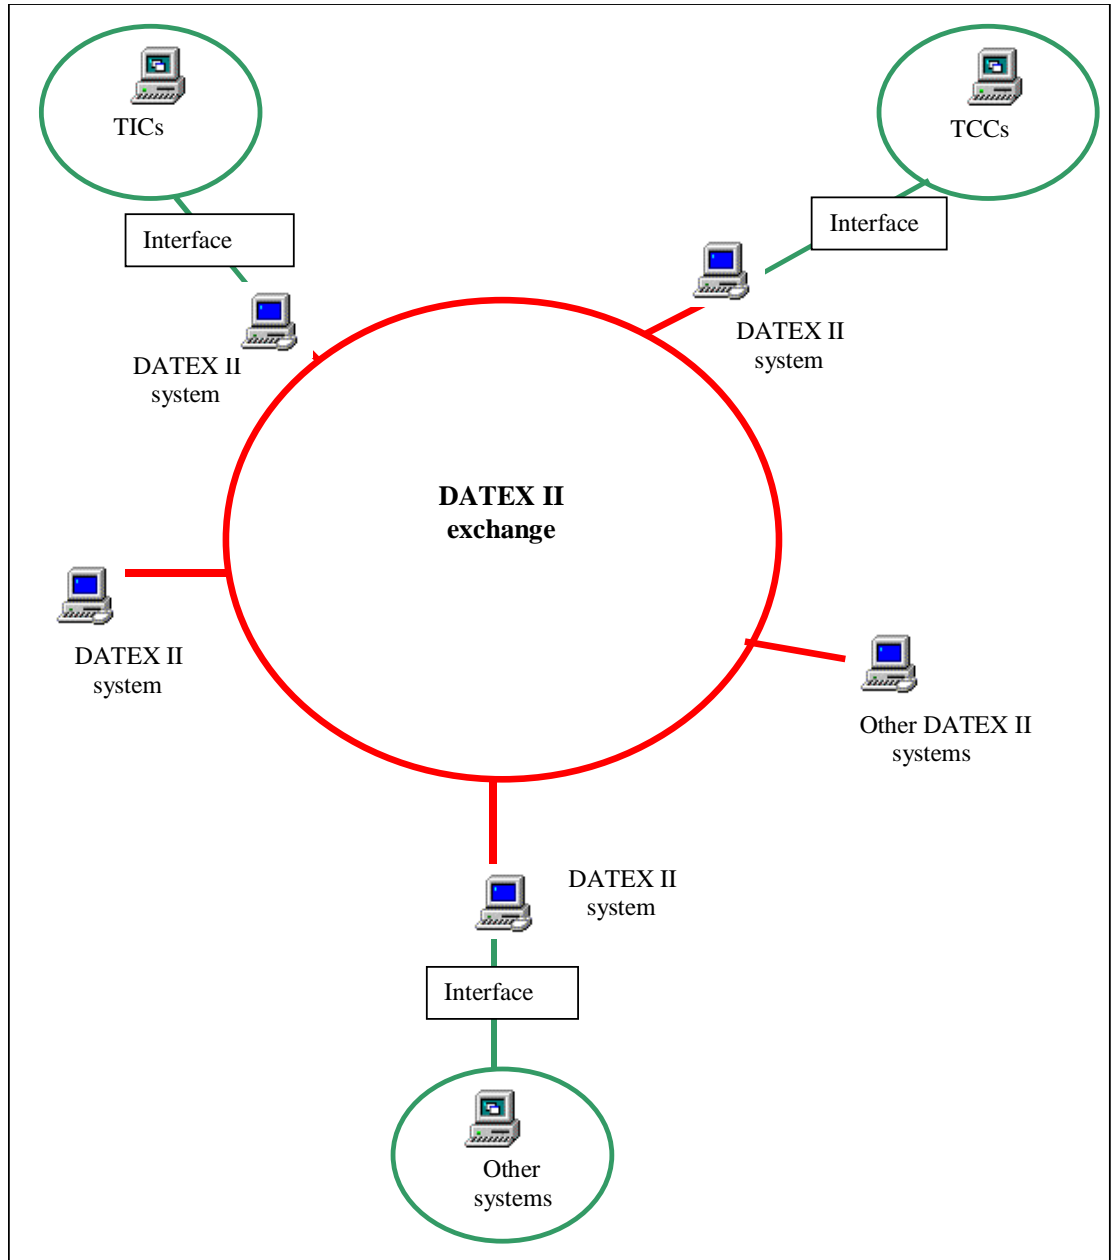 TICs
TCCs
Interface
Interface
DATEX II
system
DATEX II
system
DATEX II
exchange
DATEX II
system
Other DATEX II
systems
DATEX II
system
Interface
Other
systems